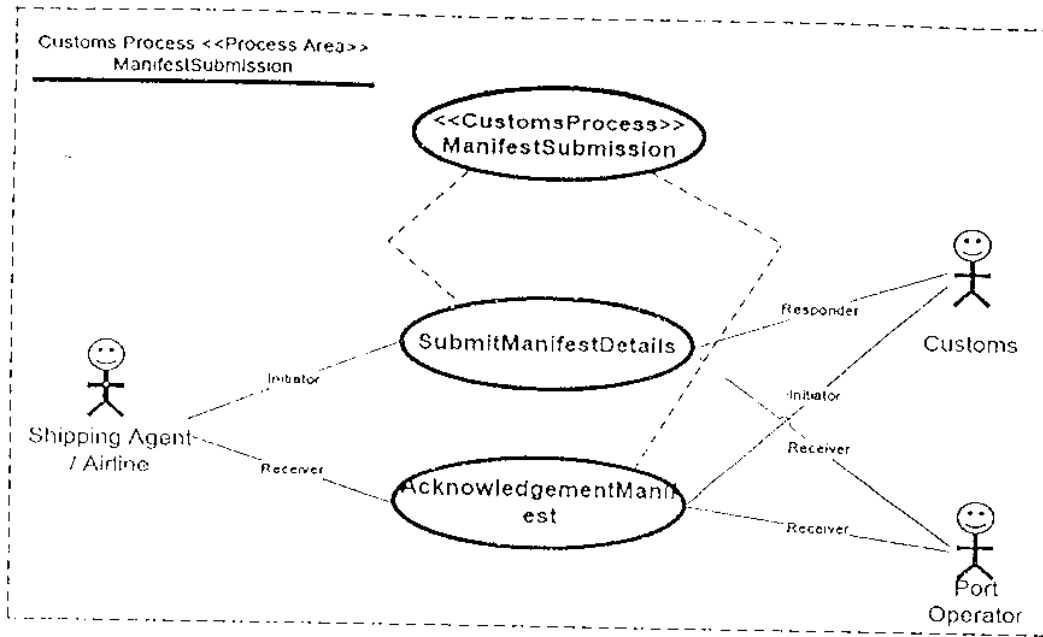 Customs Process <<Process Area>>
ManifestSubmission
<<CustomsProcess>>
ManifestSubmission
Responder
Customs
SubmitManifestDetails
Initiator
Initiator
Shipping Agent
/ Airline
Receiver
Receiver
AcknowledgementManif
est
Receiver
Port
Operator